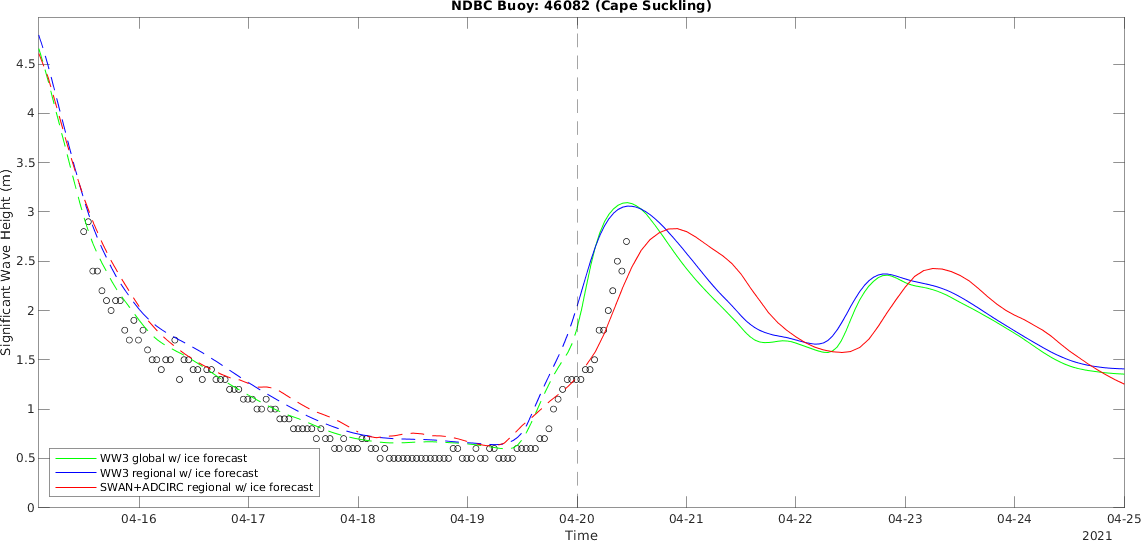 NDBC Buoy: 46082 (Cape Suckling)
Significant Wave Height (m)
4.5
4
3.5
3
2.5
2
1.5
1
0.5
0
WW3 global w/ ice forecast
WW3 regional w/ ice forecast
SWAN+ADCIRC regional w/ ice forecast
04-16 04-17 04-18 04-19 04-20 04-21 04-22 04-23 04-24 04-25
Time
2021